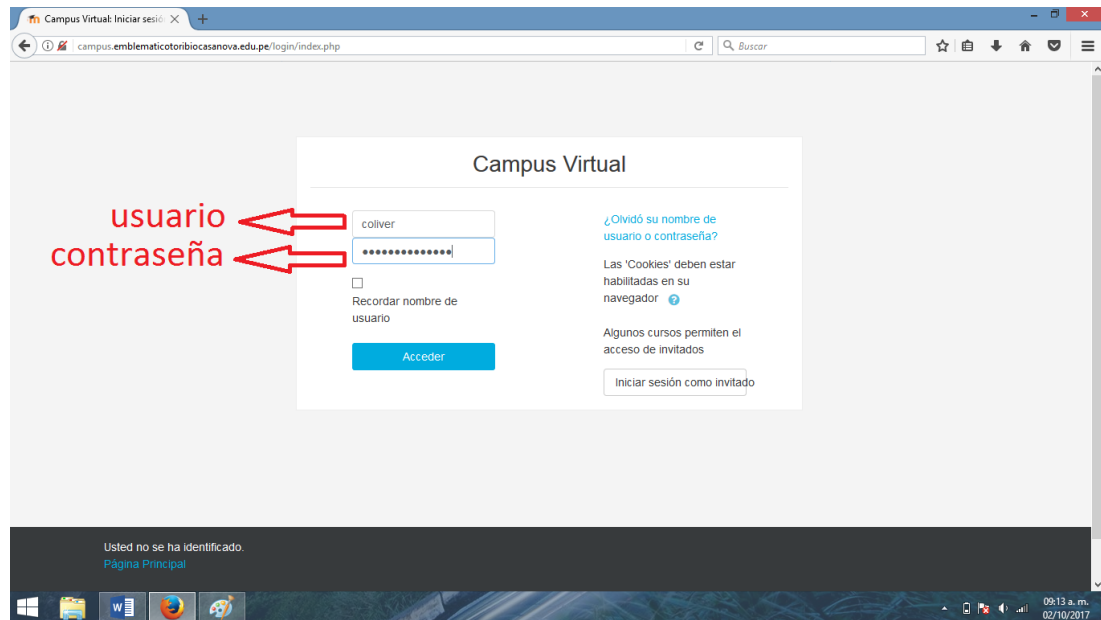 Campus Virtual: Iniciar sesió
campus.emblematicotoribiocasanova.edu.pe/login/index.php
Buscar
Campus Virtual
usuario
coliver
contraseña
••••••••••••••
Recordar nombre de
usuario
Acceder
¿Olvidó su nombre de
usuario o contraseña?
Las 'Cookies' deben estar
habilitadas en su
navegador ?
Algunos cursos permiten el
acceso de invitados
Iniciar sesión como invitado
Usted no se ha identificado.
Página Principal
09:13 a. m.
02/10/2017